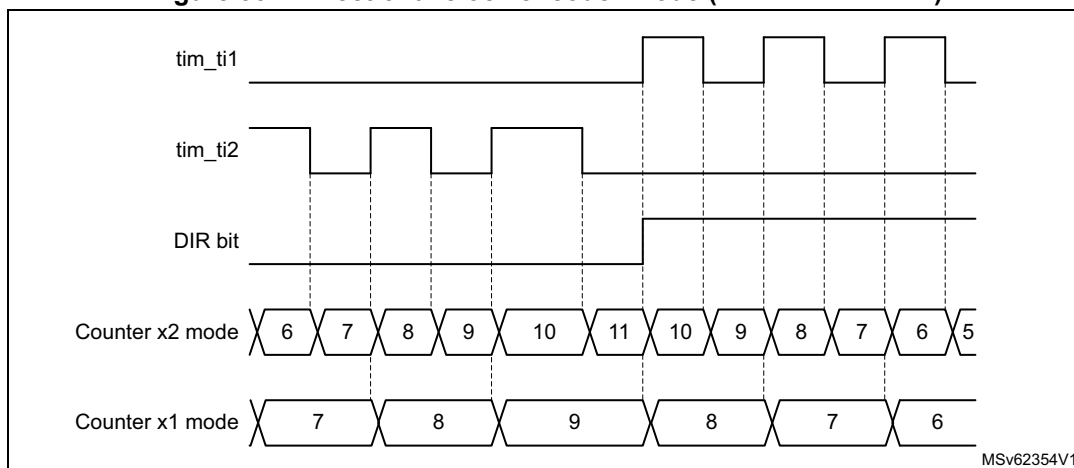 tim_ti1
tim_ti2
DIR bit
Counter x2 mode 6 7 8 9 10 11 10 9 8 7 6 5
Counter x1 mode 7 8 9 8 7 6
MSv62354V1